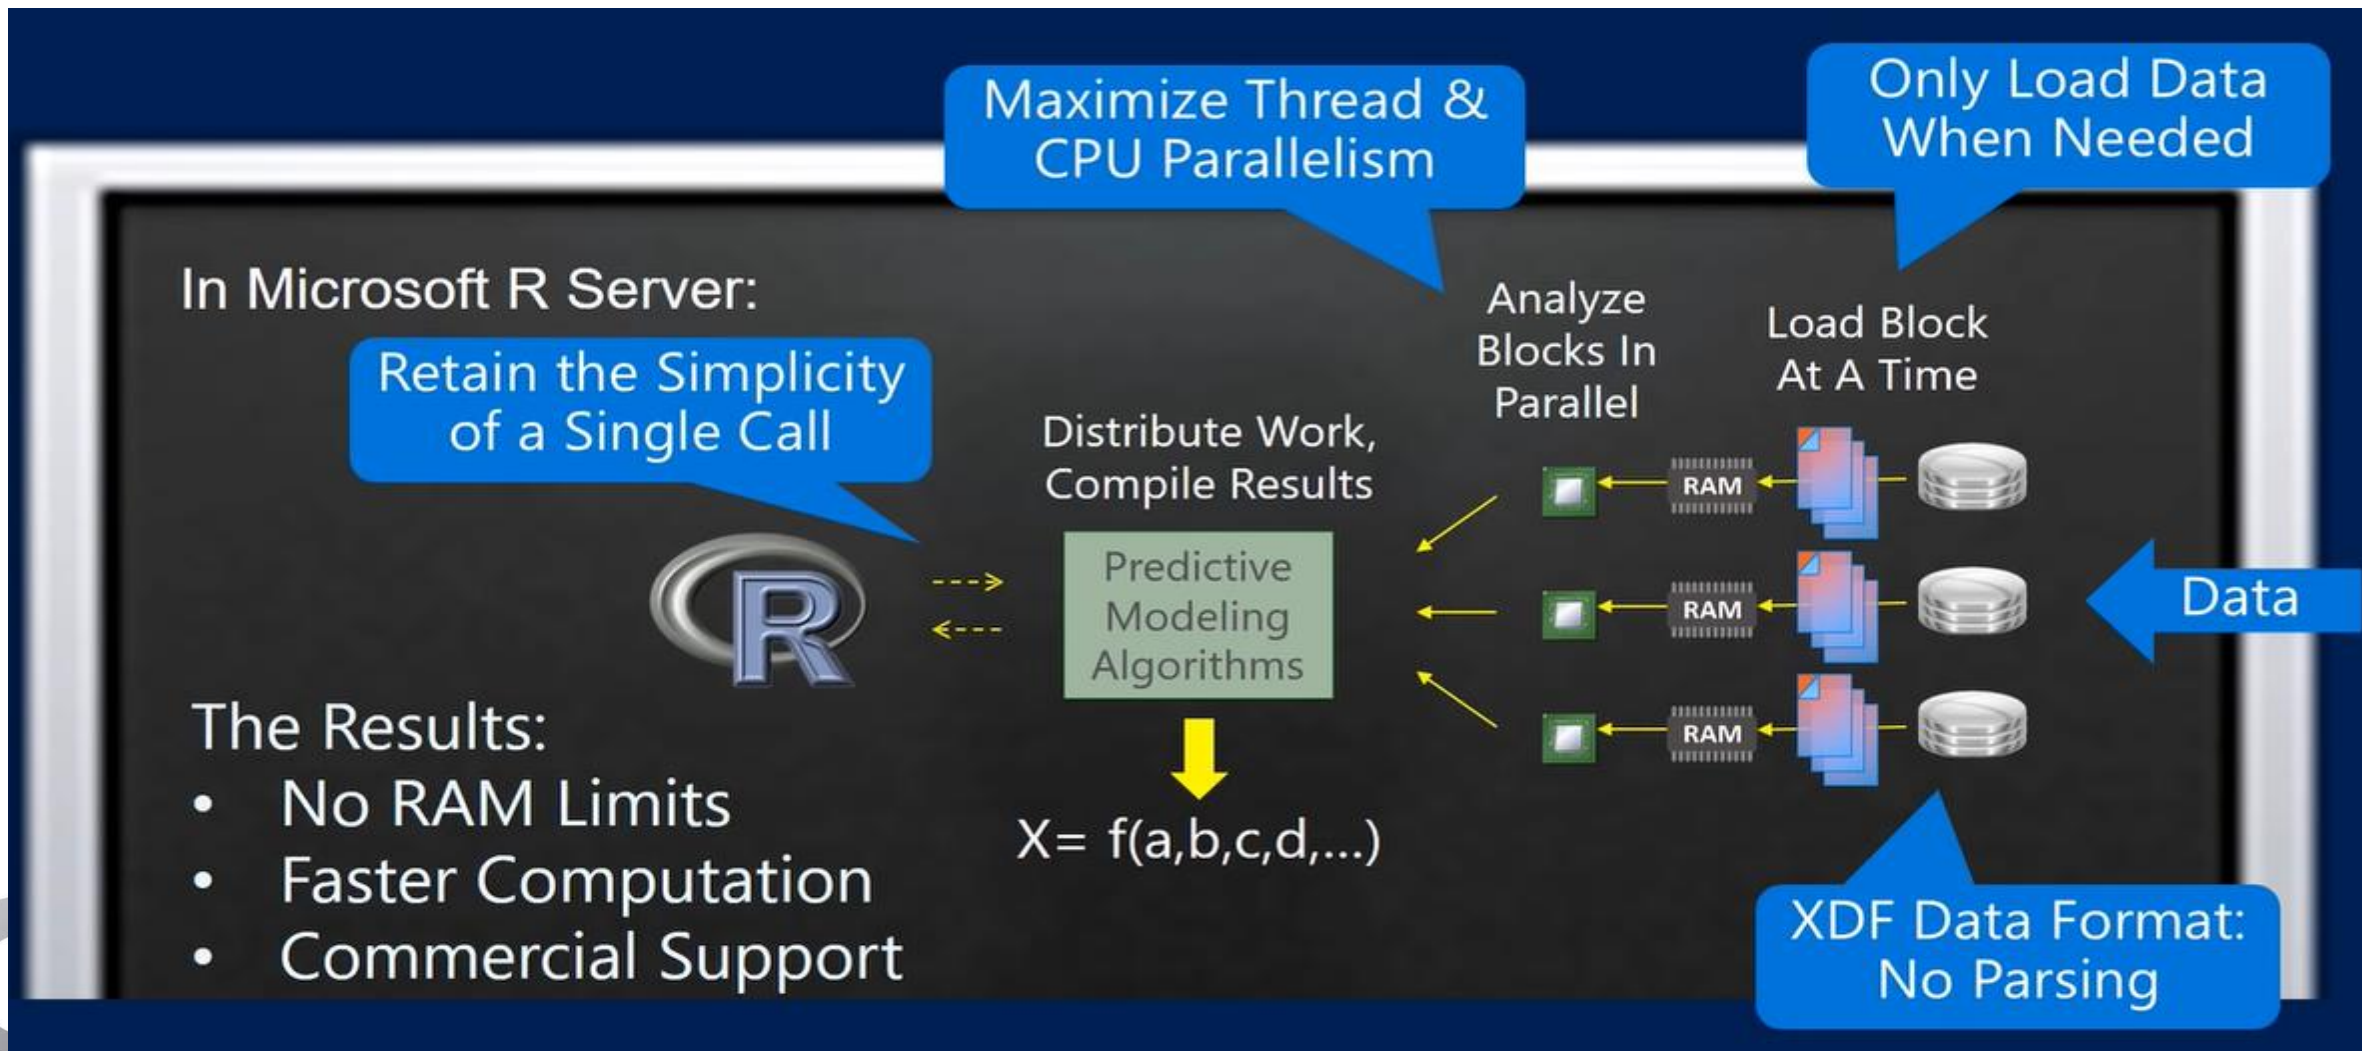 Maximize Thread &
CPU Parallelism
Only Load Data
When Needed
In Microsoft R Server:
Retain the Simplicity
of a Single Call
Analyze
Blocks In
Parallel
Load Block
At A Time
Distribute Work,
Compile Results
RAM
RAM
RAM
R
Predictive
Modeling
Algorithms
Data
X= f(a,b,c,d,...)
The Results:
• No RAM Limits
• Faster Computation
• Commercial Support
XDF Data Format:
No Parsing